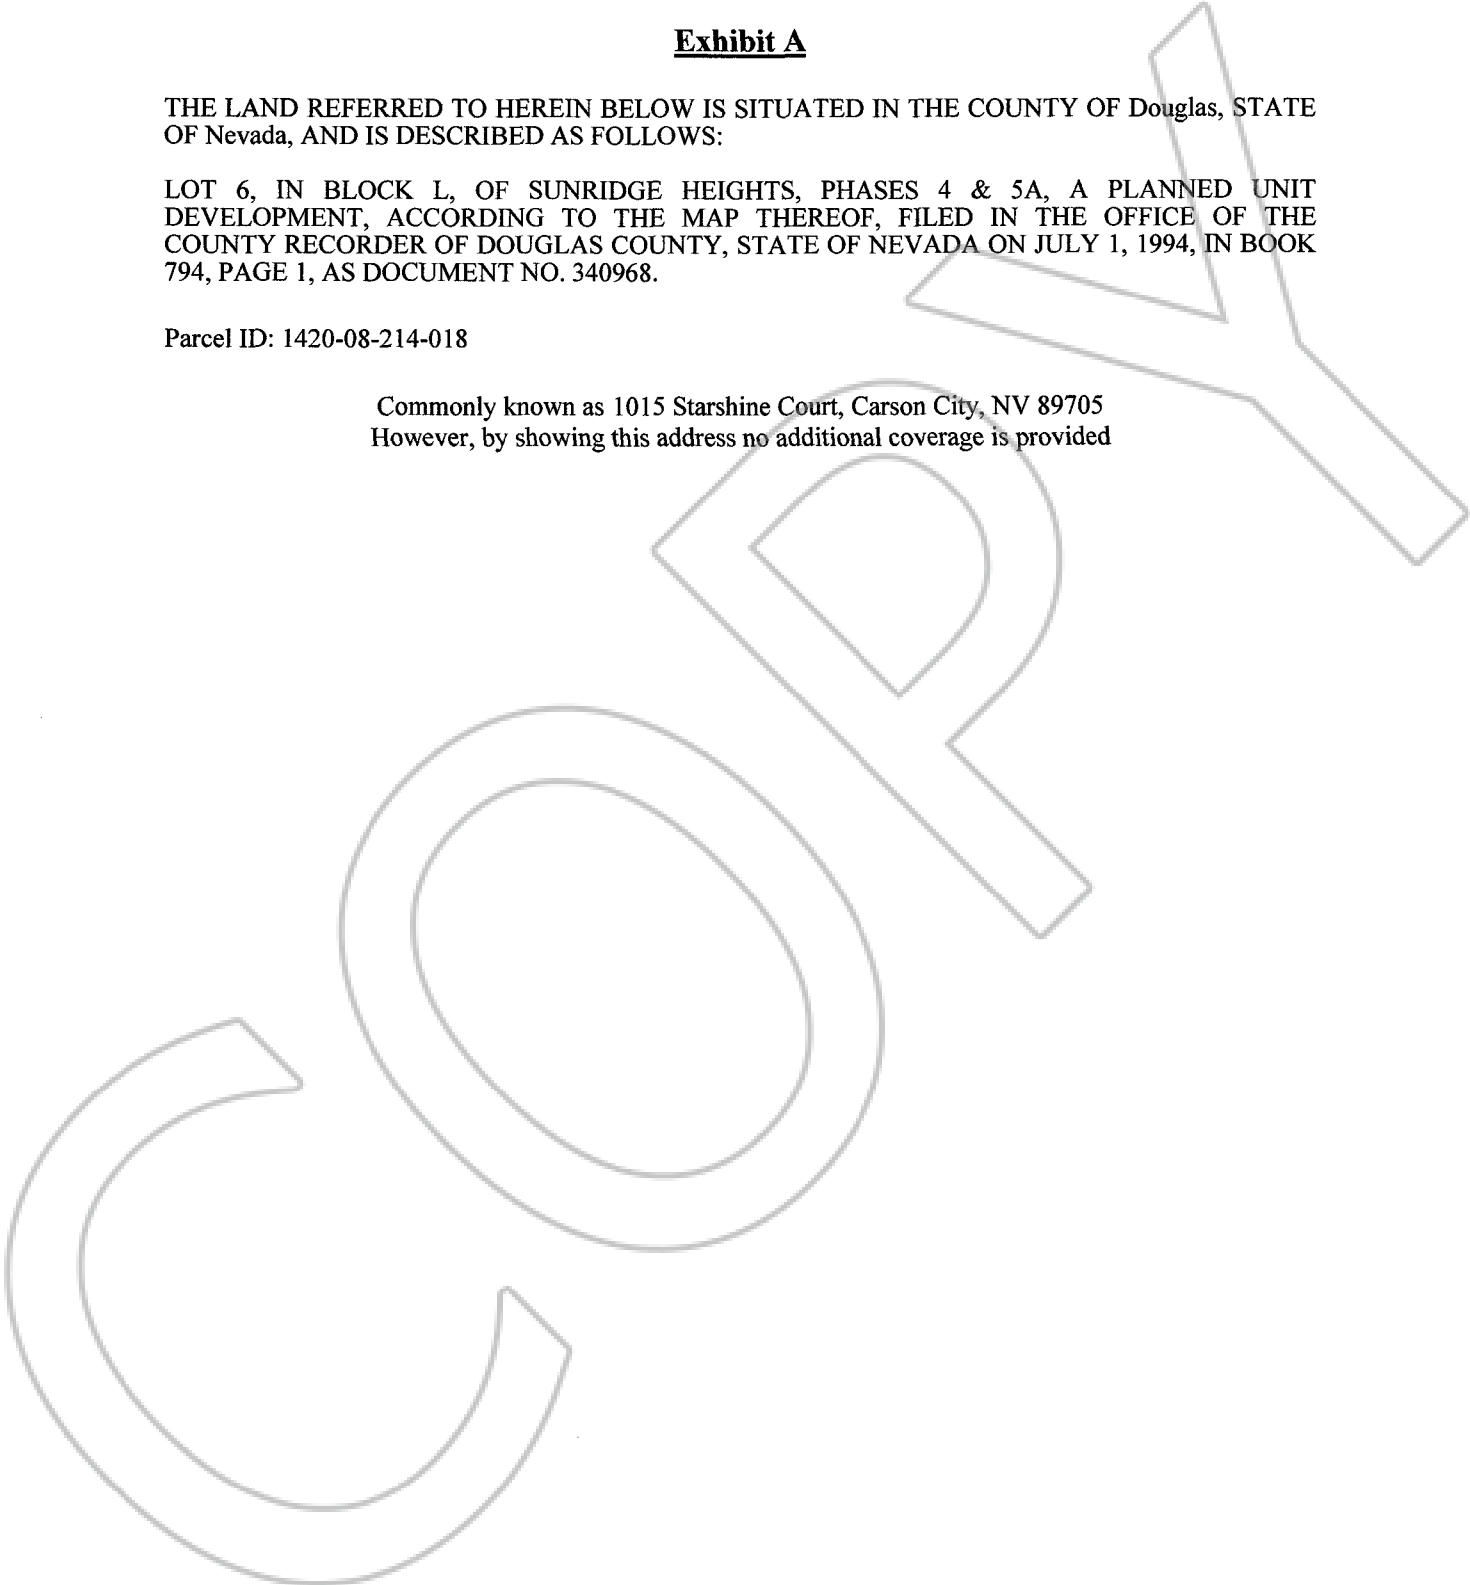 Exhibit A
THE LAND REFERRED TO HEREIN BELOW IS SITUATED IN THE COUNTY OF Douglas, STATE
OF Nevada, AND IS DESCRIBED AS FOLLOWS:
LOT 6, IN BLOCK L, OF SUNRIDGE HEIGHTS, PHASES 4 & 5A, A PLANNED UNIT
DEVELOPMENT, ACCORDING TO THE MAP THEREOF, FILED IN THE OFFICE OF THE
COUNTY RECORDER OF DOUGLAS COUNTY, STATE OF NEVADA ON JULY 1, 1994, IN BOOK
794, PAGE 1, AS DOCUMENT NO. 340968.
Parcel ID: 1420-08-214-018
Commonly known as 1015 Starshine Court, Carson City, NV 89705
However, by showing this address no additional coverage is provided
COPY